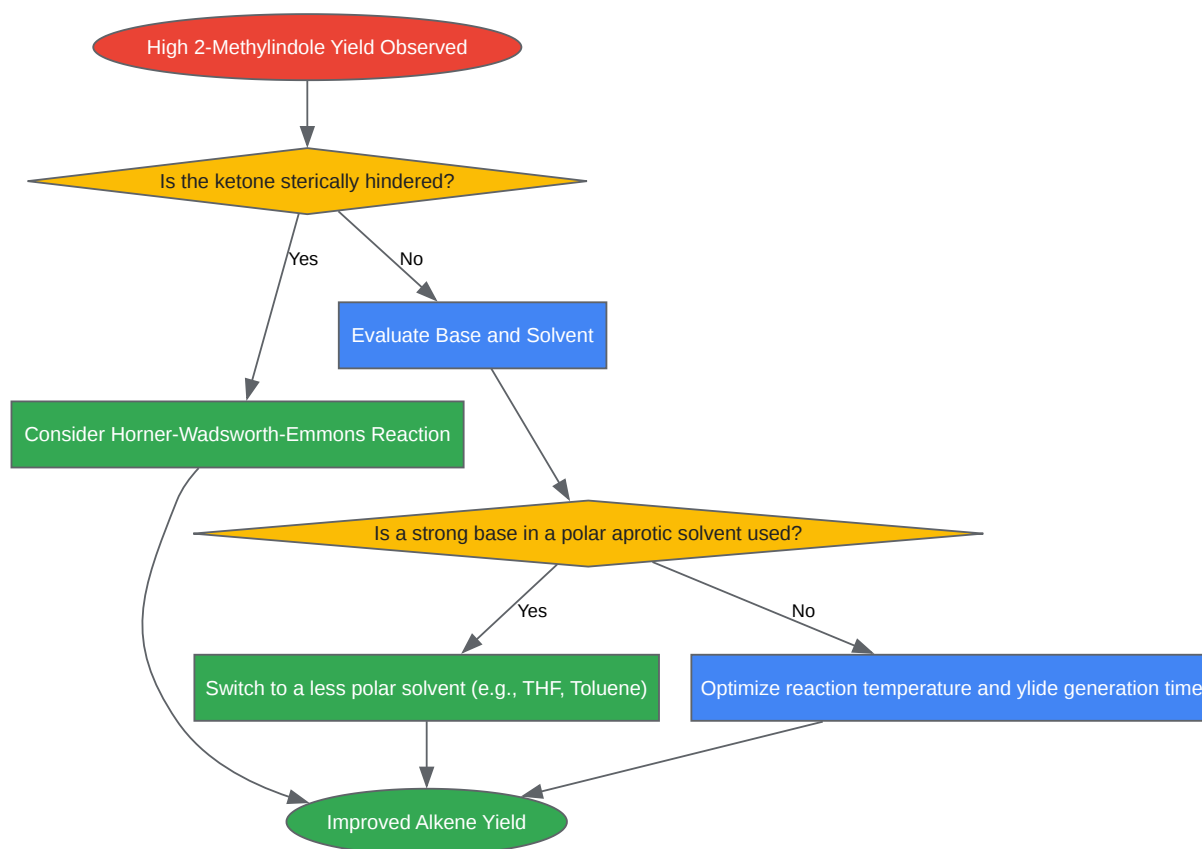 High 2-Methylindole Yield Observed
Is the ketone sterically hindered?
Yes
No
Evaluate Base and Solvent
Consider Horner-Wadsworth-Emmons Reaction
Is a strong base in a polar aprotic solvent used?
Yes
No
Switch to a less polar solvent (e.g., THF, Toluene)
Optimize reaction temperature and ylide generation time
Improved Alkene Yield